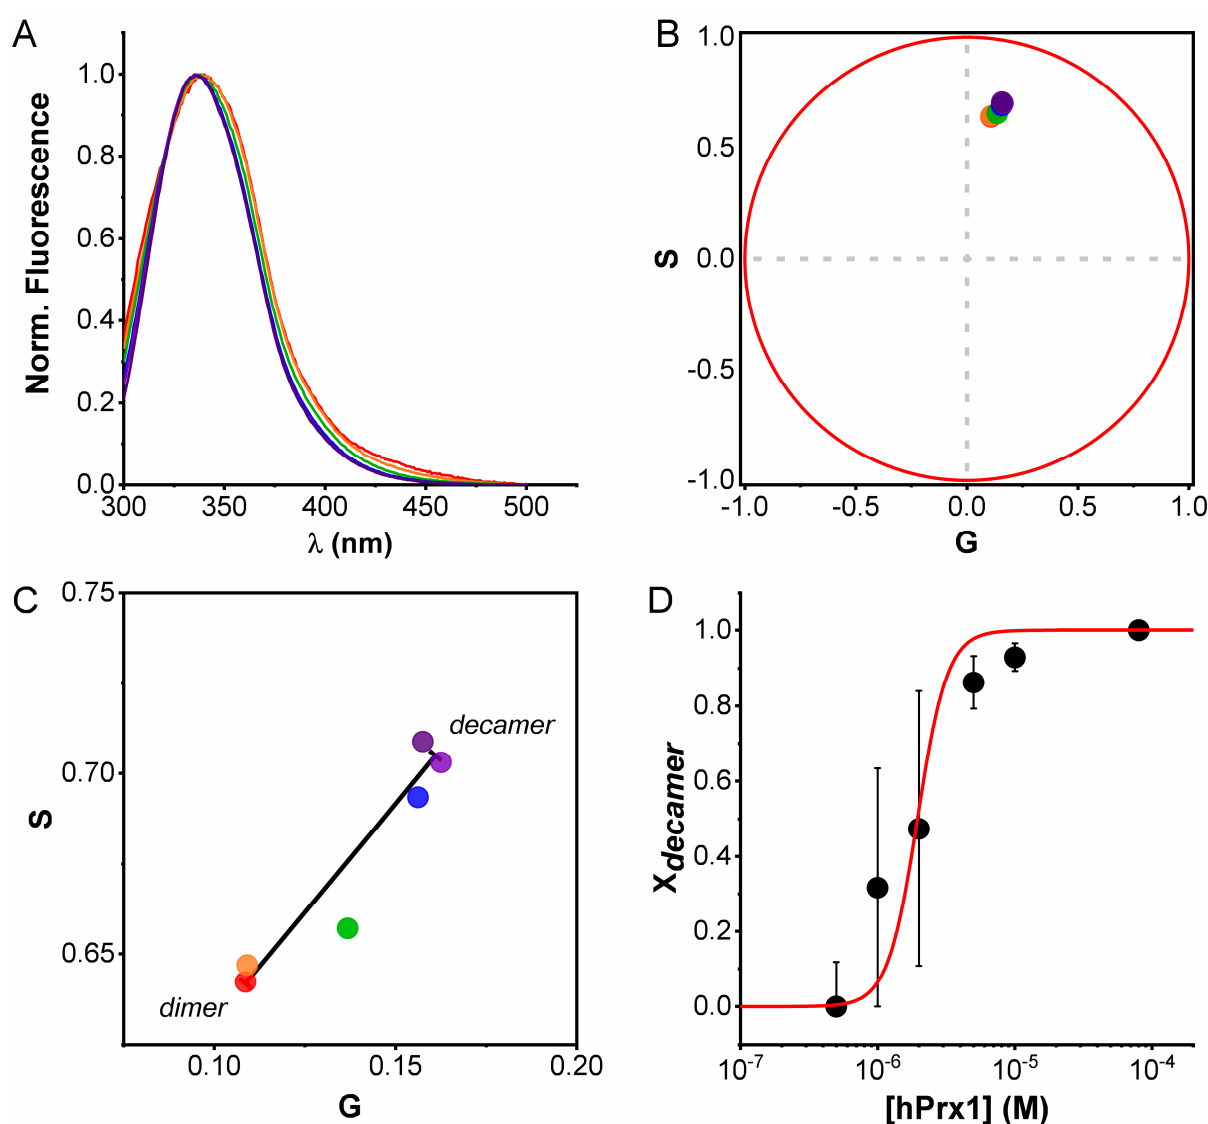 A
Norm. Fluorescence
1.0
0.8
0.6
0.4
0.2
0.0
300
350
400
450
500
λ (nm)
B
S
1.0
0.5
0.0
-0.5
-1.0
-1.0
-0.5
0.0
0.5
1.0
G
C
S
0.75
0.70
0.65
decamer
dimer
0.10
0.15
0.20
G
D
Xdecamer
1.0
0.8
0.6
0.4
0.2
0.0
10-7
10-6
10-5
10-4
[hPrx1] (M)